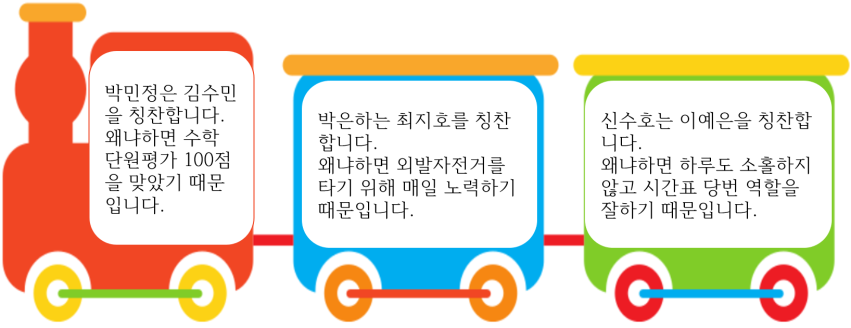 박민정은 김수민
을 칭찬합니다.
왜냐하면 수학
단원평가 100점
을 맞았기 때문
입니다.
박은하는 최지호를 칭찬
합니다.
왜냐하면 외발자전거를
타기 위해 매일 노력하기
때문입니다.
신수호는 이예은을 칭찬합
니다.
왜냐하면 하루도 소홀하지
않고 시간표 당번 역할을
잘하기 때문입니다.